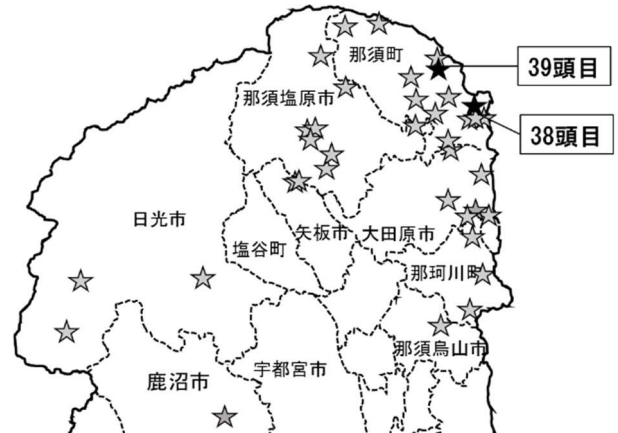 那須町
39頭目
那須塩原市
38頭目
日光市
矢板市
大田原市
塩谷町
那珂川町
那須烏山市
宇都宮市
鹿沼市